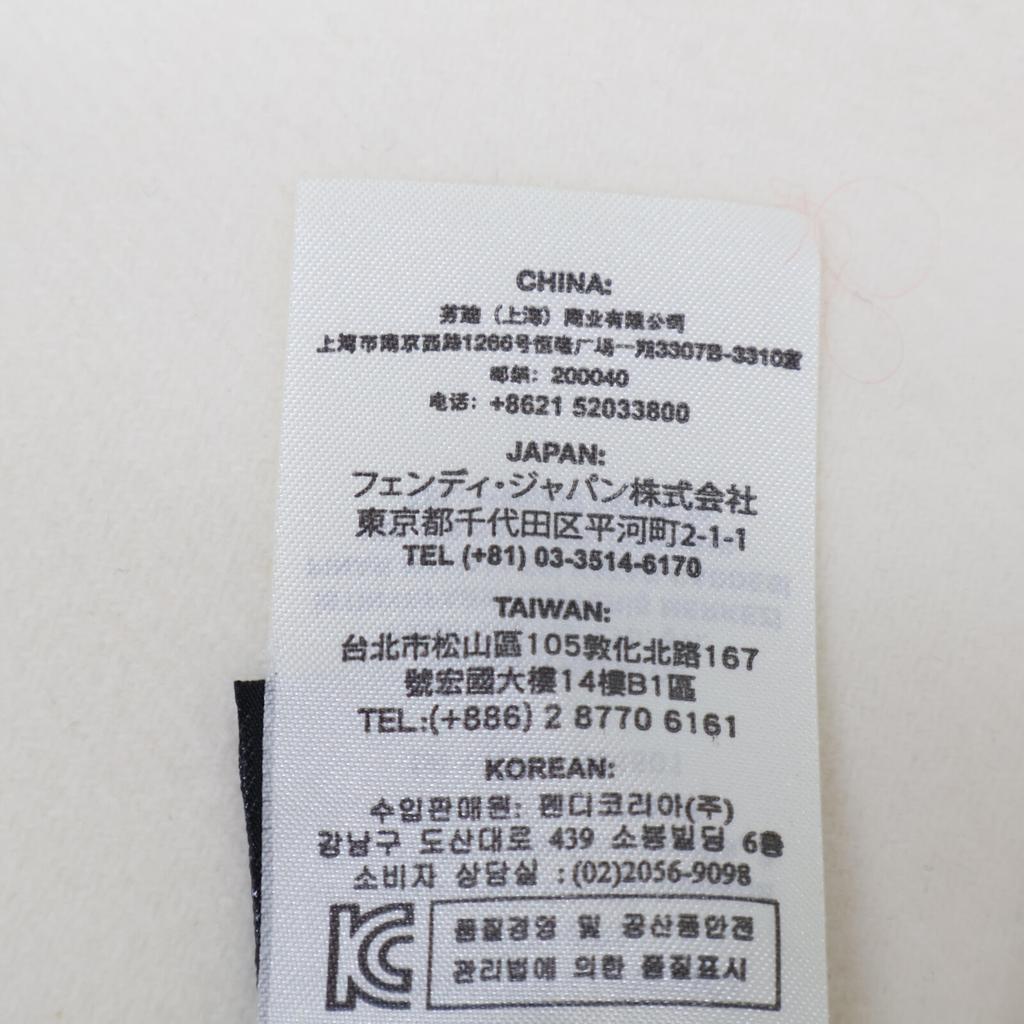 CHINA:
芬迪（上海）商业有限公司
上海市南京西路1266号恒隆广场一期3307B-3310室
邮编：200040
电话：+8621 52033800
JAPAN:
フェンディ・ジャパン株式会社
東京都千代田区平河町2-1-1
TEL (+81) 03-3514-6170
TAIWAN:
台北市松山區105敦化北路167
號宏國大樓14樓B1區
TEL.:(+886) 2 8770 6161
KOREAN:
수입판매원: 펜디코리아(주)
강남구 도산대로 439 소봉빌딩 6층
소비자 상담실 :(02)2056-9098
품질경영 및 공산품안전
관리법에 의한 품질표시